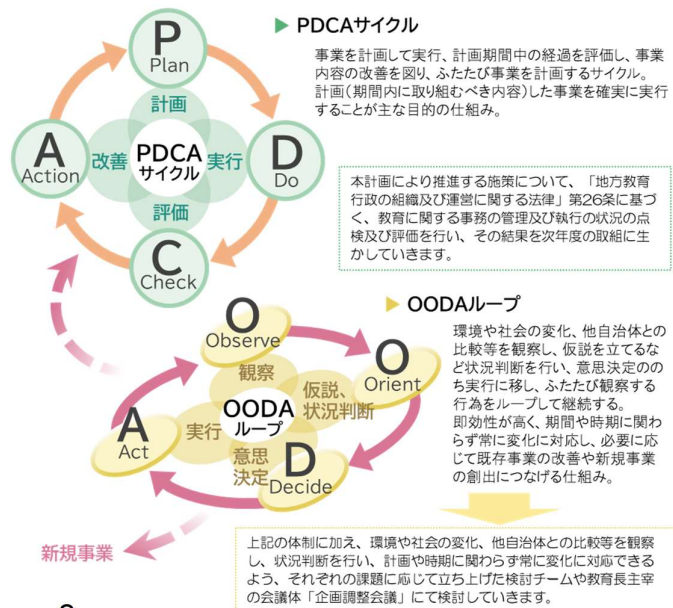 ▶ PDCAサイクル
事業を計画して実行、計画期間中の経過を評価し、事業
内容の改善を図り、ふたたび事業を計画するサイクル。
計画（期間内に取り組むべき内容）した事業を確実に実行
することが主な目的の仕組み。
P
Plan
計画
A
Action
改善
PDCA
サイクル
実行
D
Do
評価
C
Check
本計画により推進する施策について、「地方教育
行政の組織及び運営に関する法律」第26条に基づ
く、教育に関する事務の管理及び執行の状況の点
検及び評価を行い、その結果を次年度の取組に生
かしていきます。
▶ OODAループ
環境や社会の変化、他自治体との
比較等を観察し、仮説を立てるな
ど状況判断を行い、意思決定のの
ち実行に移し、ふたたび観察する
行為をループして継続する。
即効性が高く、期間や時期に関わ
らず常に変化に対応し、必要に応
じて既存事業の改善や新規事業
の創出につなげる仕組み。
O
Observe
観察
O
Orient
仮説、
状況判断
OODA
ループ
A
Act
実行
意思
決定
D
Decide
新規事業
上記の体制に加え、環境や社会の変化、他自治体との比較等を観察
し、状況判断を行い、計画や時期に関わらず常に変化に対応できる
よう、それぞれの課題に応じて立ち上げた検討チームや教育長主宰
の会議体「企画調整会議」にて検討していきます。